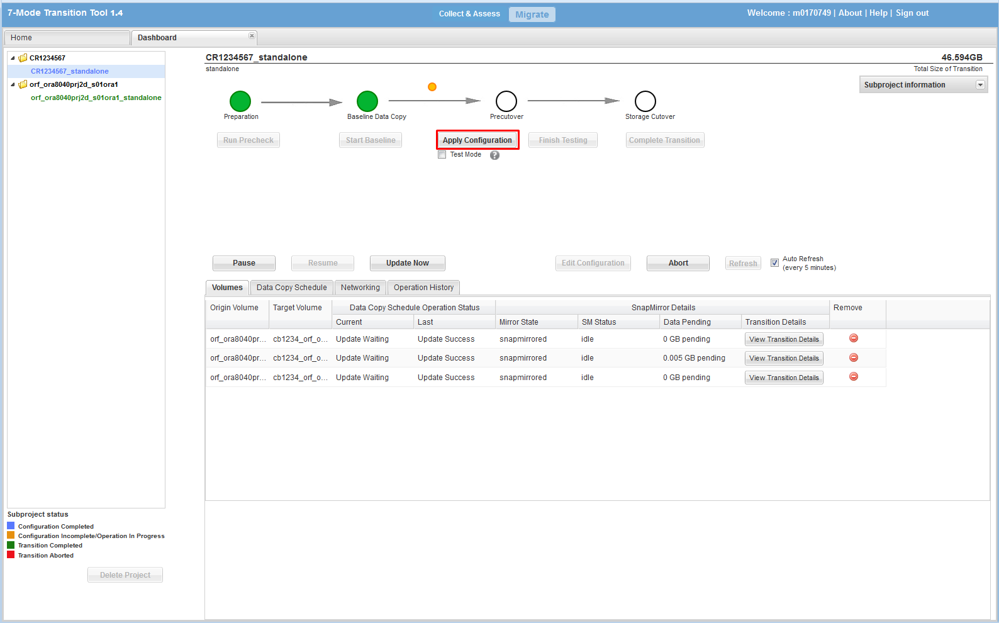 7-Mode Transition Tool 1.4
Collect & Assess
Migrate
Welcome : m0170749 | About | Help | Sign out
Home
Dashboard
CR1234567
CR1234567_standalone
orf_ora8040prj2d_s01ora1
orf_ora8040prj2d_s01ora1_standalone
CR1234567_standalone
46.594GB
standalone
Total Size of Transition
Subproject information
Preparation
Baseline Data Copy
Precutover
Storage Cutover
Run Precheck
Start Baseline
Apply Configuration
Finish Testing
Complete Transition
Test Mode
?
Pause
Resume
Update Now
Edit Configuration
Abort
Refresh
Auto Refresh
(every 5 minutes)
Volumes
Data Copy Schedule
Networking
Operation History
Origin Volume
Target Volume
Data Copy Schedule Operation Status
SnapMirror Details
Remove
Current
Last
Mirror State
SM Status
Data Pending
Transition Details
orf_ora8040pr... cb1234_orf_o... Update Waiting Update Success snapmirrored idle 0 GB pending View Transition Details
orf_ora8040pr... cb1234_orf_o... Update Waiting Update Success snapmirrored idle 0.005 GB pending View Transition Details
orf_ora8040pr... cb1234_orf_o... Update Waiting Update Success snapmirrored idle 0 GB pending View Transition Details
Subproject status
Configuration Completed
Configuration Incomplete/Operation In Progress
Transition Completed
Transition Aborted
Delete Project